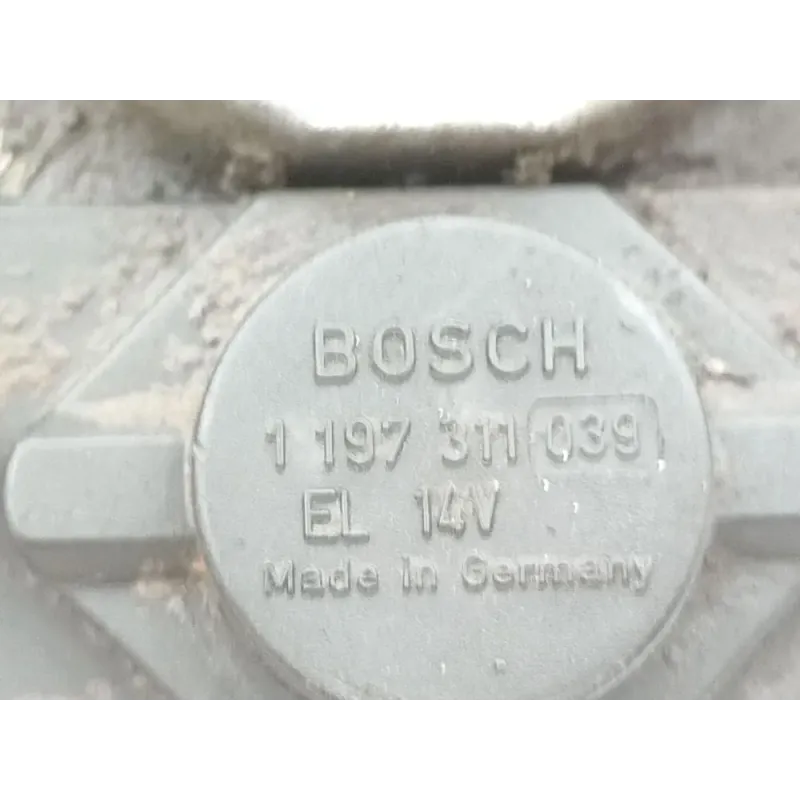 BOSCH
1 197 311 039
EL 14V
Made in Germany